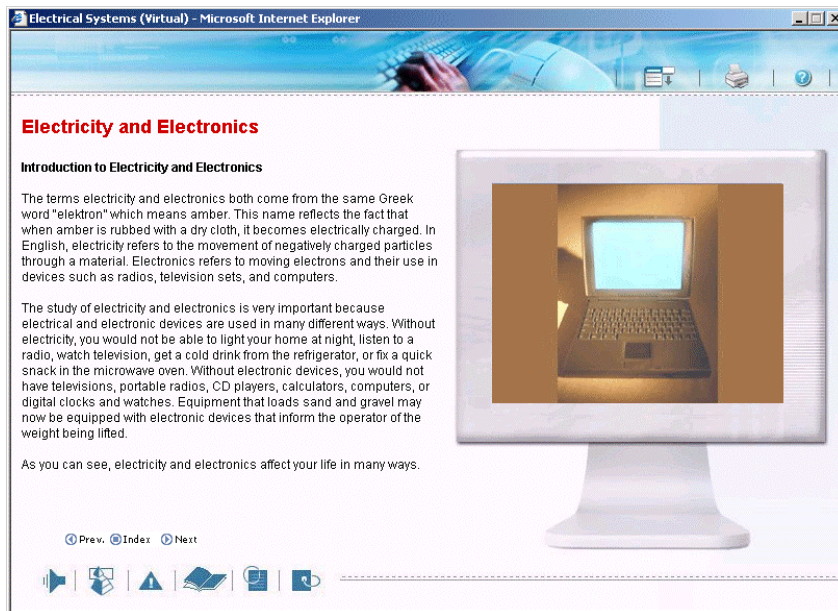 Electrical Systems (Virtual) - Microsoft Internet Explorer
Electricity and Electronics
Introduction to Electricity and Electronics
The terms electricity and electronics both come from the same Greek
word "elektron" which means amber. This name reflects the fact that
when amber is rubbed with a dry cloth, it becomes electrically charged. In
English, electricity refers to the movement of negatively charged particles
through a material. Electronics refers to moving electrons and their use in
devices such as radios, television sets, and computers.
The study of electricity and electronics is very important because
electrical and electronic devices are used in many different ways. Without
electricity, you would not be able to light your home at night, listen to a
radio, watch television, get a cold drink from the refrigerator, or fix a quick
snack in the microwave oven. Without electronic devices, you would not
have televisions, portable radios, CD players, calculators, computers, or
digital clocks and watches. Equipment that loads sand and gravel may
now be equipped with electronic devices that inform the operator of the
weight being lifted.
As you can see, electricity and electronics affect your life in many ways.
Prev. Index Next